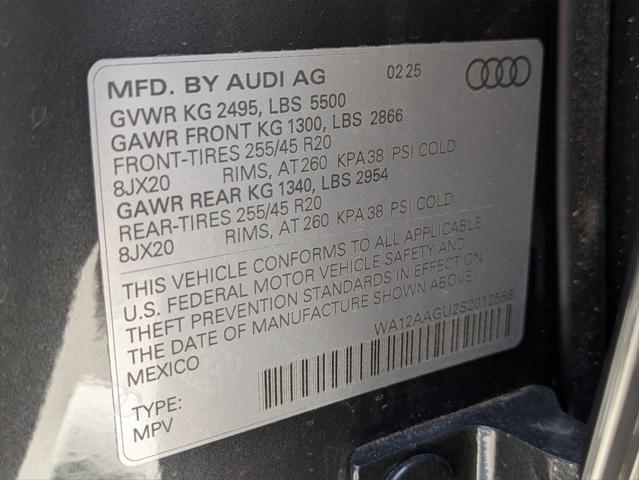 MFD. BY AUDI AG 02 25
GVWR KG 2495, LBS 5500
GAWR FRONT KG 1300, LBS 2866
FRONT-TIRES 255/45 R20
8JX20 RIMS, AT 260 KPA 38 PSI COLD
GAWR REAR KG 1340, LBS 2954
REAR-TIRES 255/45 R20
8JX20 RIMS, AT 260 KPA 38 PSI COLD
THIS VEHICLE CONFORMS TO ALL APPLICABLE
U.S. FEDERAL MOTOR VEHICLE SAFETY AND
THEFT PREVENTION STANDARDS IN EFFECT ON
THE DATE OF MANUFACTURE SHOWN ABOVE.
MEXICO WA12AAGU2S2012558
TYPE:
MPV